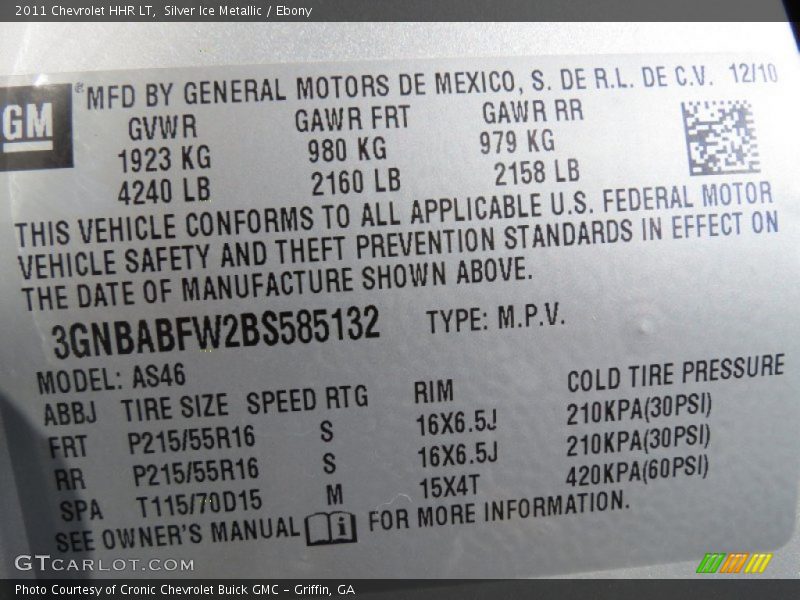 2011 Chevrolet HHR LT,  Silver Ice Metallic / Ebony
GM
® MFD BY GENERAL MOTORS DE MEXICO, S. DE R.L. DE C.V. 12/10
GVWR GAWR FRT GAWR RR
1923 KG 980 KG 979 KG
4240 LB 2160 LB 2158 LB
THIS VEHICLE CONFORMS TO ALL APPLICABLE U.S. FEDERAL MOTOR
VEHICLE SAFETY AND THEFT PREVENTION STANDARDS IN EFFECT ON
THE DATE OF MANUFACTURE SHOWN ABOVE.
3GNBABFW2BS585132 TYPE: M.P.V.
MODEL: AS46
ABBJ TIRE SIZE SPEED RTG RIM COLD TIRE PRESSURE
FRT P215/55R16 S 16X6.5J 210KPA(30PSI)
RR P215/55R16 S 16X6.5J 210KPA(30PSI)
SPA T115/70D15 M 15X4T 420KPA(60PSI)
SEE OWNER'S MANUAL i FOR MORE INFORMATION.
GTCARLOT.COM
Photo Courtesy of Cronic Chevrolet Buick GMC – Griffin, GA